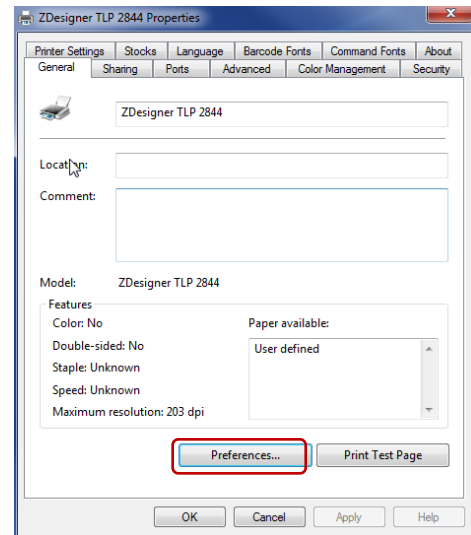 ZDesigner TLP 2844 Properties
Printer Settings Stocks Language Barcode Fonts Command Fonts About
General Sharing Ports Advanced Color Management Security
ZDesigner TLP 2844
Location:
Comment:
Model: ZDesigner TLP 2844
Features
Color: No Paper available:
Double-sided: No User defined
Staple: Unknown
Speed: Unknown
Maximum resolution: 203 dpi
Preferences... Print Test Page
OK Cancel Apply Help